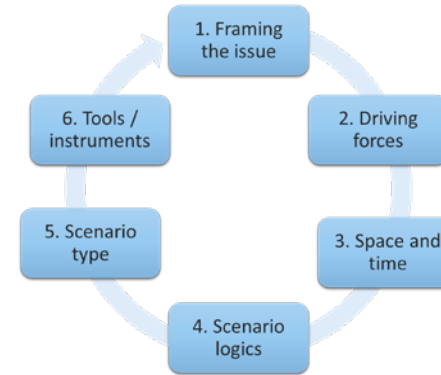 1. Framing
the issue
2. Driving
forces
3. Space and
time
4. Scenario
logics
5. Scenario
type
6. Tools /
instruments